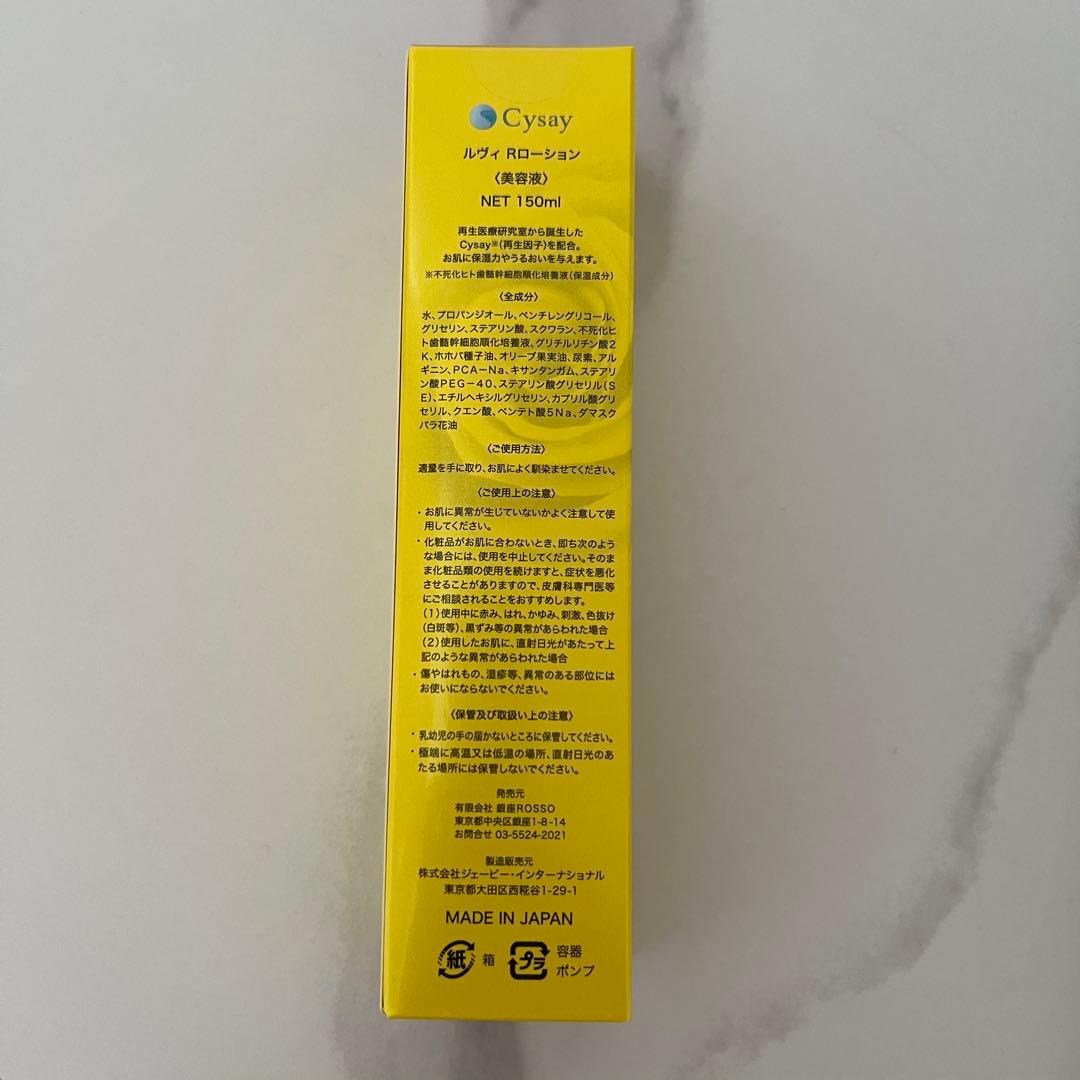 Cysay
ルヴィ Rローション
〈美容液〉
NET 150ml
再生医療研究室から誕生した
Cysay※(再生因子)を配合。
お肌に保湿力やうるおいを与えます。
※不死化ヒト歯髄幹細胞順化培養液(保湿成分)
〈全成分〉
水、プロパンジオール、ペンチレングリコール、
グリセリン、ステアリン酸、スクワラン、不死化ヒ
ト歯髄幹細胞順化培養液、グリチルリチン酸2
K、ホホバ種子油、オリーブ果実油、尿素、アル
ギニン、PCA－Na、キサンタンガム、ステアリ
ン酸PEG－40、ステアリン酸グリセリル(S
E)、エチルヘキシルグリセリン、カプリル酸グリ
セリル、クエン酸、ペンテト酸5Na、ダマスク
バラ花油
〈ご使用方法〉
適量を手に取り、お肌によく馴染ませてください。
〈ご使用上の注意〉
・お肌に異常が生じていないかよく注意して使
用してください。
・化粧品がお肌に合わないとき、即ち次のよう
な場合には、使用を中止してください。そのま
ま化粧品類の使用を続けますと、症状を悪化
させることがありますので、皮膚科専門医等
にご相談されることをおすすめします。
(1)使用中に赤み、はれ、かゆみ、刺激、色抜け
(白斑等)、黒ずみ等の異常があらわれた場合
(2)使用したお肌に、直射日光があたって上
記のような異常があらわれた場合
・傷やはれもの、湿疹等、異常のある部位には
お使いにならないでください。
〈保管及び取扱い上の注意〉
・乳幼児の手の届かないところに保管してください。
・極端に高温又は低温の場所、直射日光のあ
たる場所には保管しないでください。
発売元
有限会社 銀座ROSSO
東京都中央区銀座1-8-14
お問合せ 03-5524-2021
製造販売元
株式会社ジェービー・インターナショナル
東京都大田区西糀谷1-29-1
MADE IN JAPAN
紙 箱 プラ 容器
ポンプ